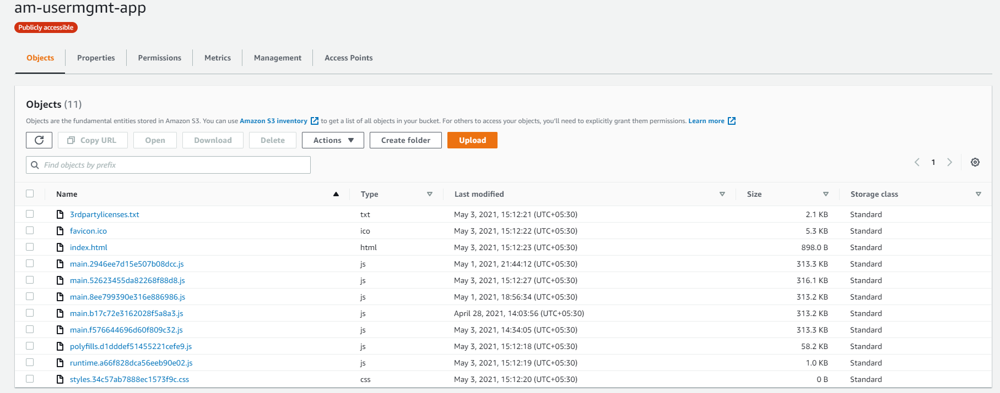 am-usermgmt-app
Publicly accessible
Objects Properties Permissions Metrics Management Access Points
Objects (11)
Objects are the fundamental entities stored in Amazon S3. You can use Amazon S3 inventory to get a list of all objects in your bucket. For others to access your objects, you'll need to explicitly grant them permissions. Learn more
Copy URL Open Download Delete Actions Create folder Upload
Find objects by prefix 1
Name Type Last modified Size Storage class
3rdpartylicenses.txt txt May 3, 2021, 15:12:21 (UTC+05:30) 2.1 KB Standard
favicon.ico ico May 3, 2021, 15:12:22 (UTC+05:30) 5.3 KB Standard
index.html html May 3, 2021, 15:12:23 (UTC+05:30) 898.0 B Standard
main.2946ee7d15e507b08dcc.js js May 1, 2021, 21:44:12 (UTC+05:30) 313.3 KB Standard
main.52623455da82268f88d8.js js May 3, 2021, 15:12:27 (UTC+05:30) 316.1 KB Standard
main.8ee799390e316e886986.js js May 1, 2021, 18:56:34 (UTC+05:30) 313.2 KB Standard
main.b17c72e3162028f5a8a3.js js April 28, 2021, 14:03:56 (UTC+05:30) 313.2 KB Standard
main.f576644696d60f809c32.js js May 3, 2021, 14:34:05 (UTC+05:30) 313.3 KB Standard
polyfills.d1dddef51455221cefe9.js js May 3, 2021, 15:12:18 (UTC+05:30) 58.2 KB Standard
runtime.a66f828dca56eeb90e02.js js May 3, 2021, 15:12:19 (UTC+05:30) 1.0 KB Standard
styles.34c57ab7888ec1573f9c.css css May 3, 2021, 15:12:20 (UTC+05:30) 0 B Standard